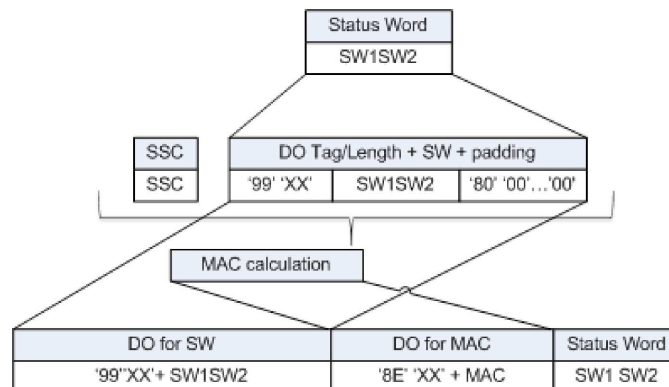 Status Word
SW1SW2
SSC
DO Tag/Length + SW + padding
SSC
‘99’ ‘XX’
SW1SW2
‘80’ ‘00’...‘00’
MAC calculation
DO for SW
DO for MAC
Status Word
‘99’‘XX’+ SW1SW2
‘8E’ ‘XX’ + MAC
SW1 SW2